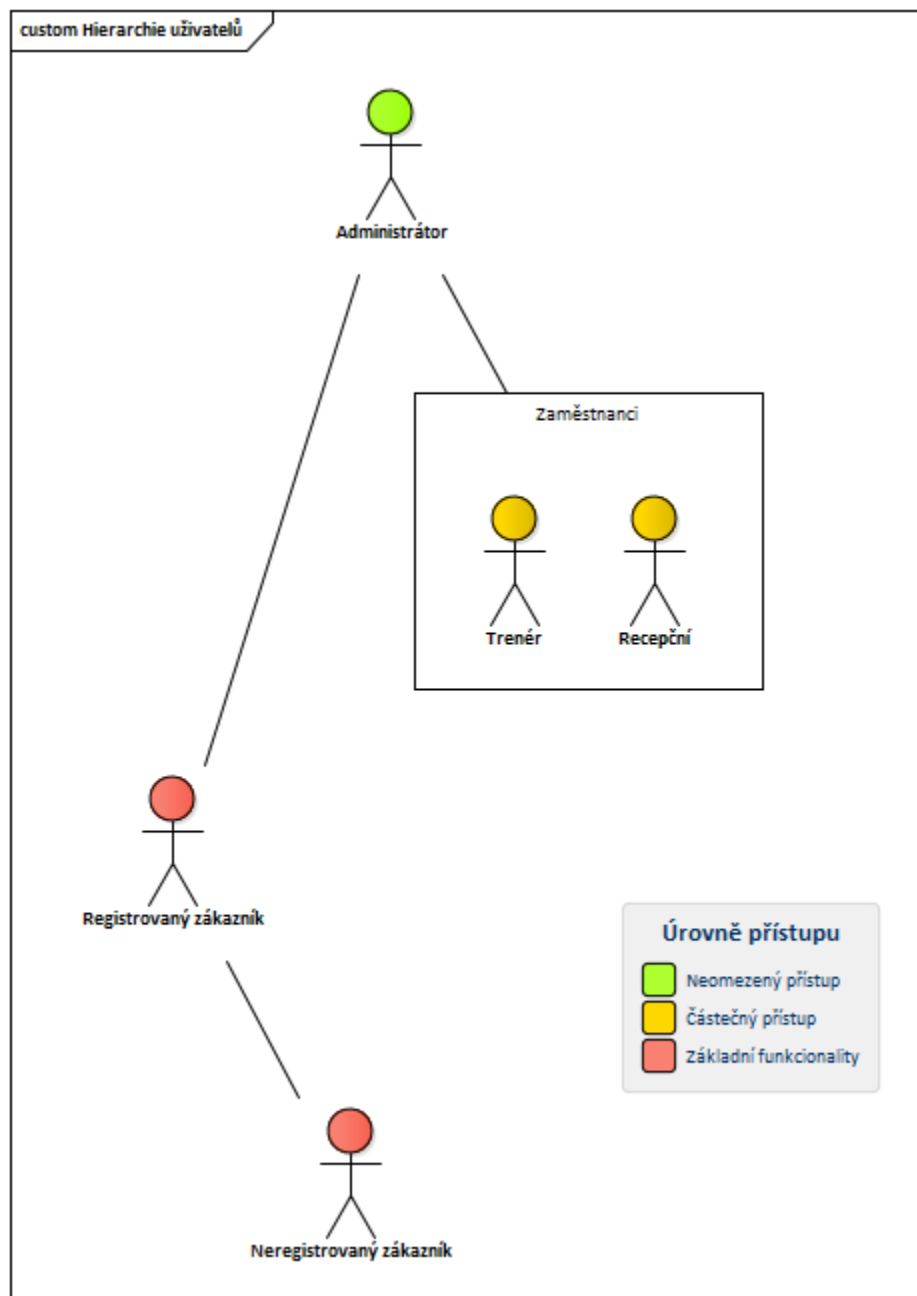 custom Hierarchie uživatelů
Administrátor
Zaměstnanci
Trenér
Recepční
Registrovaný zákazník
Úrovně přístupu
Neomezený přístup
Částečný přístup
Základní funkcionality
Neregistrovaný zákazník